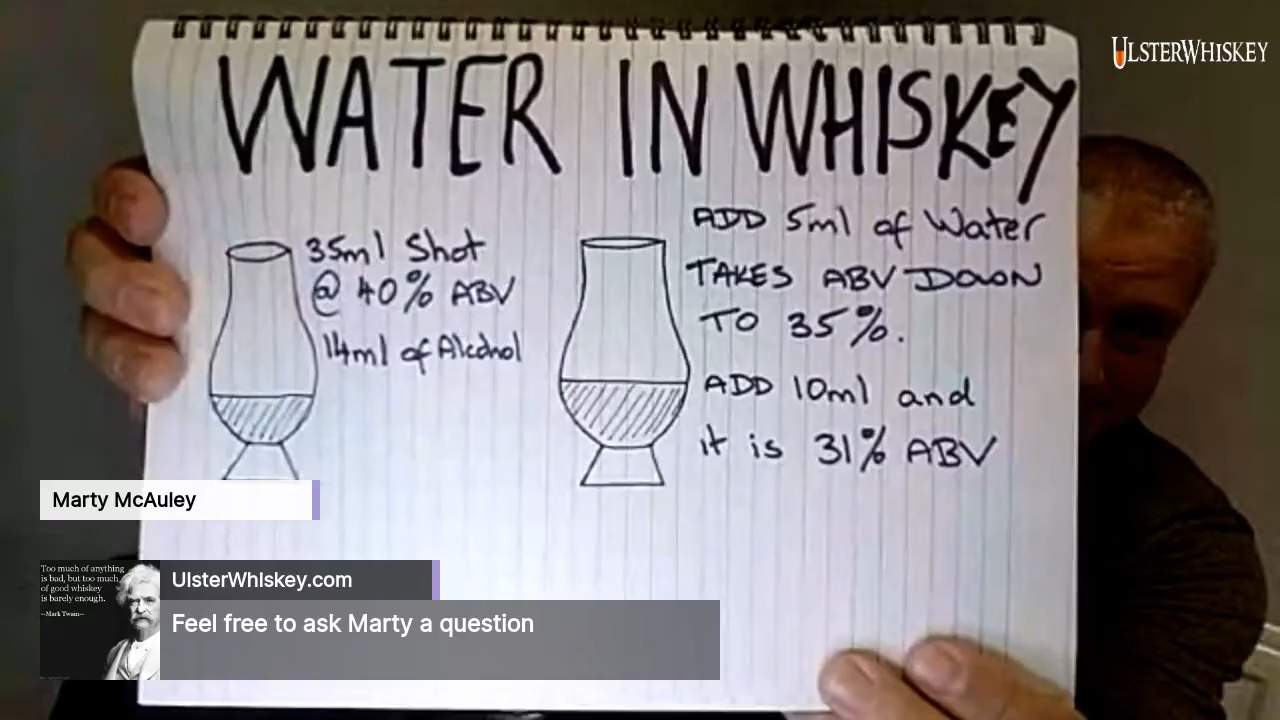 ULSTERWHISKEY
WATER IN WHISKEY
35ml Shot
@ 40% ABV
14ml of Alcohol
ADD 5ml of Water
TAKES ABV DOWN
TO 35%.
ADD 10ml and
it is 31% ABV
Marty McAuley
Too much of anything
is bad, but too much
of good whiskey
is barely enough.
—Mark Twain—
UlsterWhiskey.com
Feel free to ask Marty a question